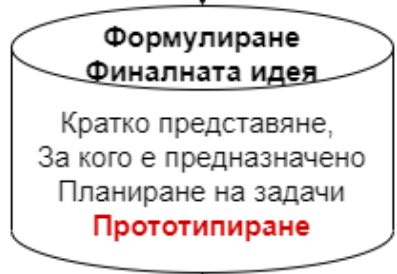 Формулиране
Финалната идея
Кратко представяне,
За кого е предназначено
Планиране на задачи
Прототипиране